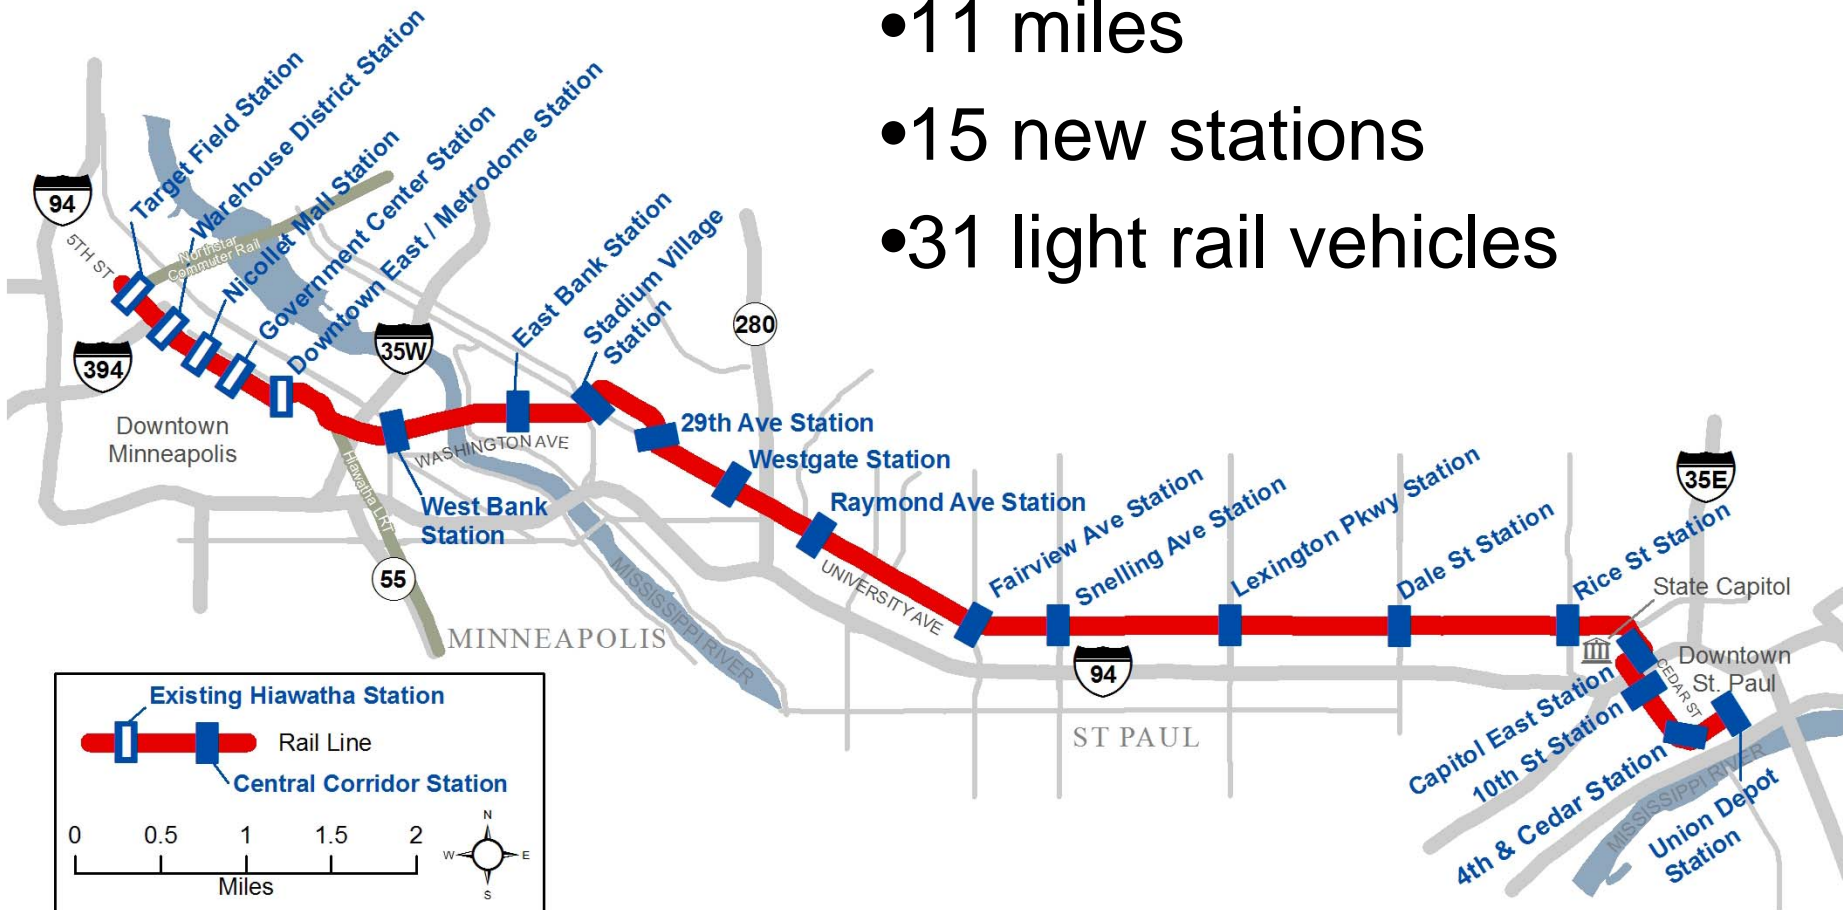 •11 miles
•15 new stations
•31 light rail vehicles
94
5TH ST
Target Field Station
Warehouse District Station
Nicollet Mall Station
Government Center Station
Downtown East / Metrodome Station
Northstar
Commuter Rail
394
35W
Downtown
Minneapolis
East Bank Station
Stadium Village
Station
280
WASHINGTON AVE
Hiawatha LRT
West Bank
Station
55
29th Ave Station
Westgate Station
Raymond Ave Station
UNIVERSITY AVE
MISSISSIPPI RIVER
MINNEAPOLIS
Fairview Ave Station
Snelling Ave Station
Lexington Pkwy Station
Dale St Station
Rice St Station
35E
State Capitol
94
ST PAUL
CEDAR ST
Downtown
St. Paul
Capitol East Station
10th St Station
4th & Cedar Station
Union Depot
Station
MISSISSIPPI RIVER
Existing Hiawatha Station
Rail Line
Central Corridor Station
0 0.5 1 1.5 2
Miles
N
W E
S